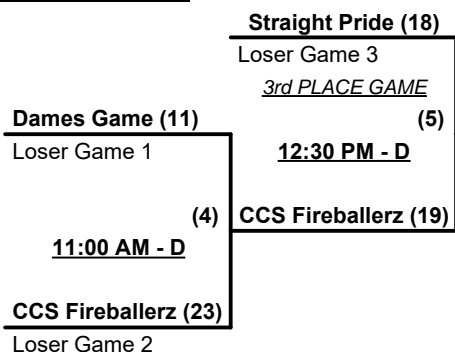 Straight Pride (18)
Loser Game 3
3rd PLACE GAME
Dames Game (11)
(5)
Loser Game 1
12:30 PM - D
(4)
CCS Fireballerz (19)
11:00 AM - D
CCS Fireballerz (23)
Loser Game 2